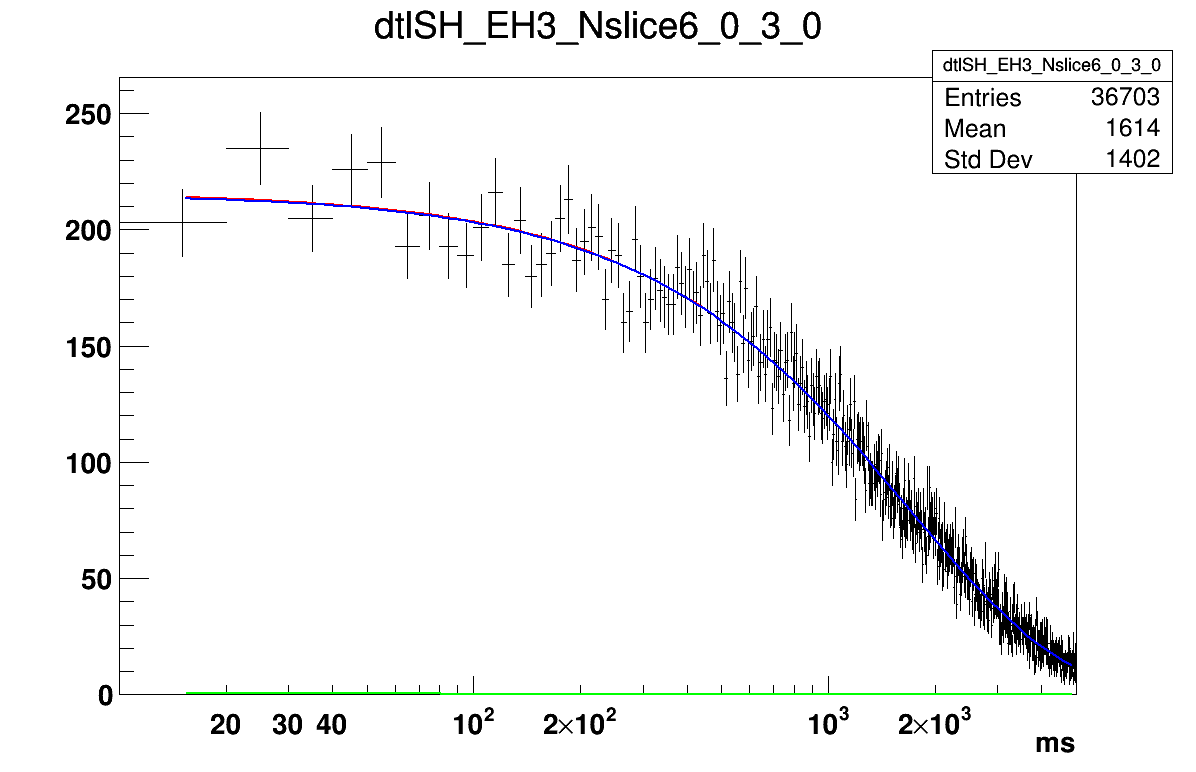 dtlSH_EH3_Nslice6_0_3_0
dtlSH_EH3_Nslice6_0_3_0
Entries 36703
Mean 1614
Std Dev 1402
250
200
150
100
50
0
20 30 40 10² 2×10² 10³ 2×10³
ms